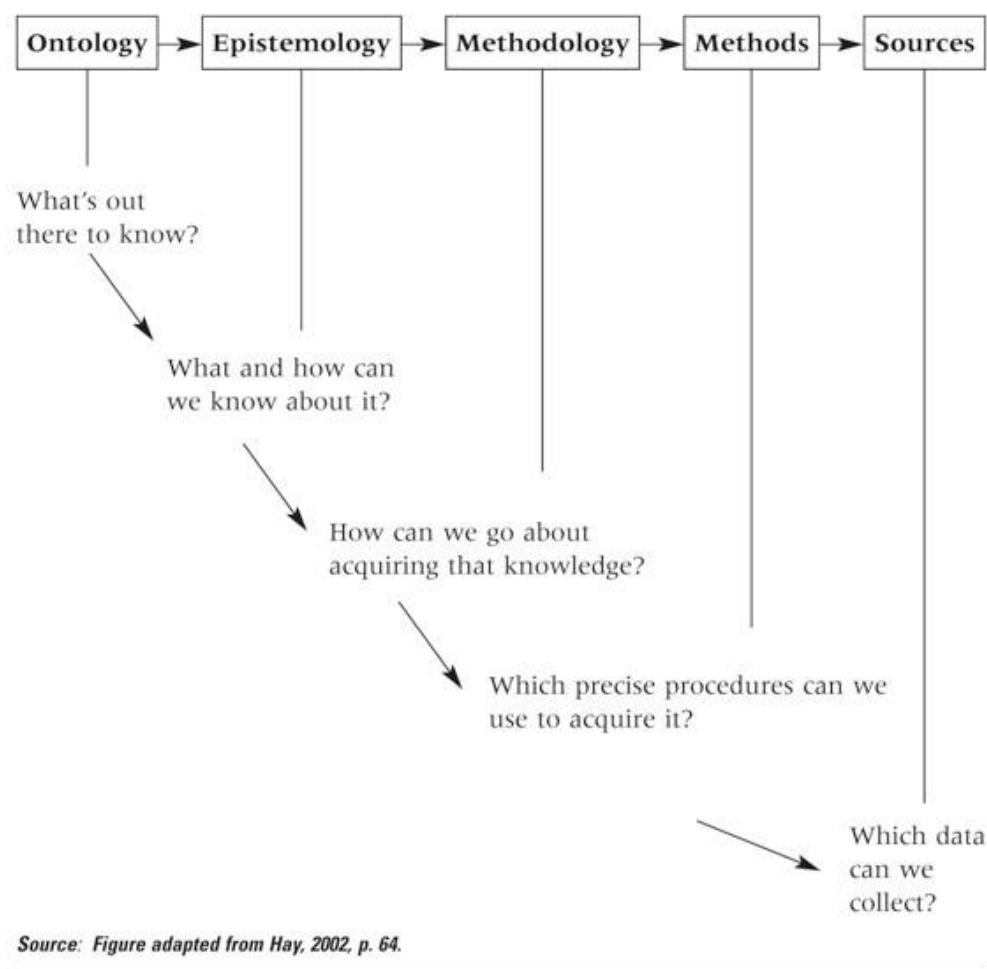 Ontology Epistemology Methodology Methods Sources
What's out
there to know?
What and how can
we know about it?
How can we go about
acquiring that knowledge?
Which precise procedures can we
use to acquire it?
Which data
can we
collect?
Source: Figure adapted from Hay, 2002, p. 64.